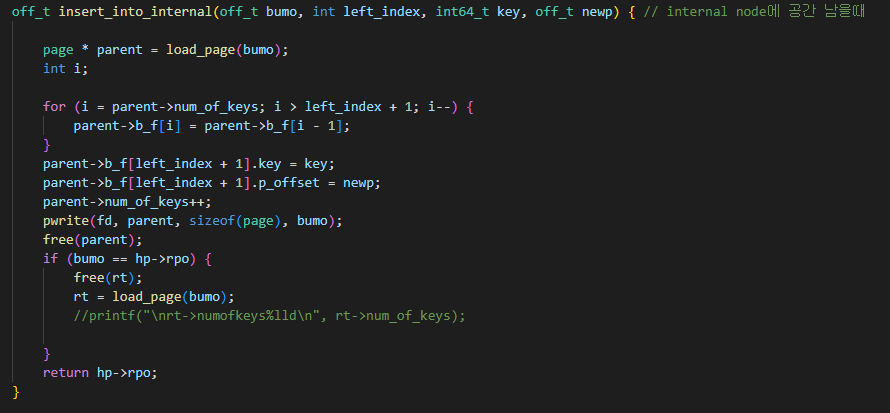 off_t insert_into_internal(off_t bumo, int left_index, int64_t key, off_t newp) { // internal node에 공간 남을때
page * parent = load_page(bumo);
int i;
for (i = parent->num_of_keys; i > left_index + 1; i--) {
parent->b_f[i] = parent->b_f[i - 1];
}
parent->b_f[left_index + 1].key = key;
parent->b_f[left_index + 1].p_offset = newp;
parent->num_of_keys++;
pwrite(fd, parent, sizeof(page), bumo);
free(parent);
if (bumo == hp->rpo) {
free(rt);
rt = load_page(bumo);
//printf("\nrt->numofkeys%lld\n", rt->num_of_keys);
}
return hp->rpo;
}